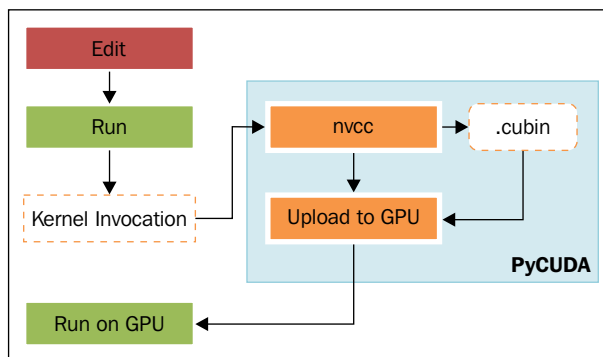 Edit
Run
Kernel Invocation
nvcc
.cubin
Upload to GPU
PyCUDA
Run on GPU